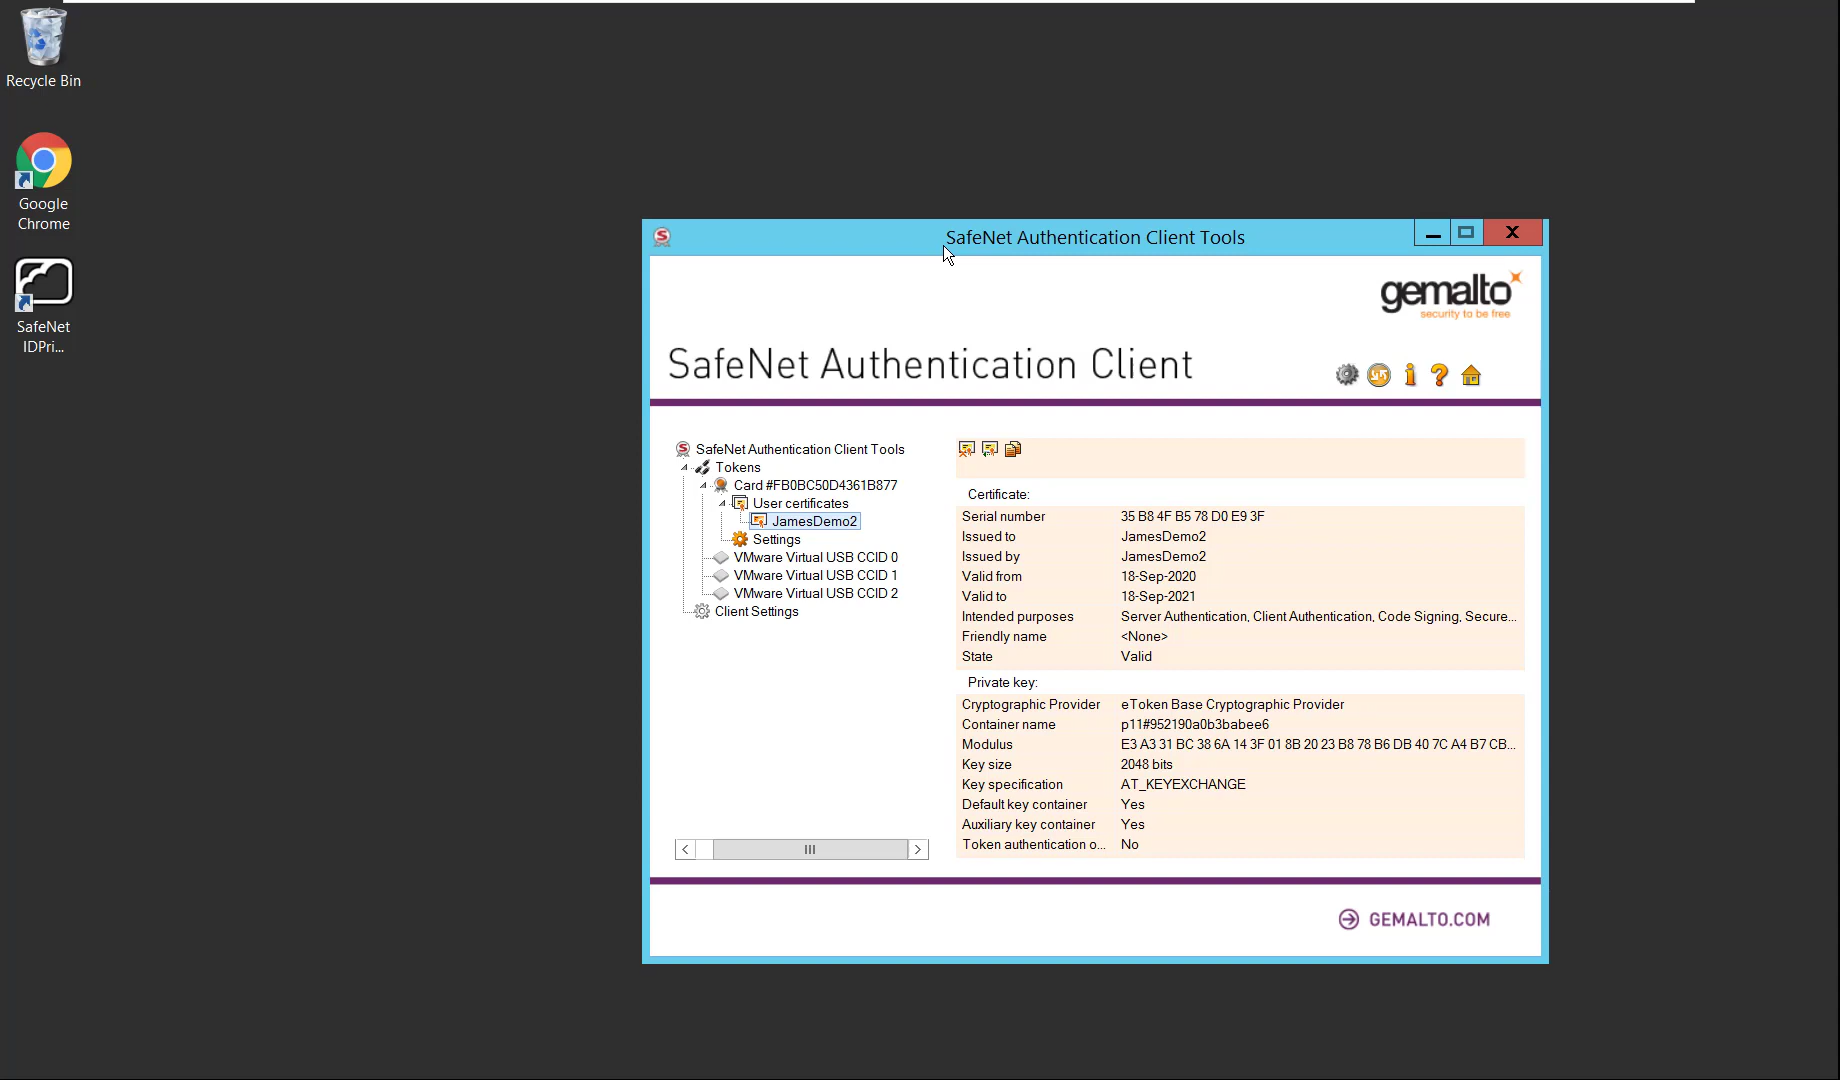 Recycle Bin
Google
Chrome
SafeNet
IDPri...
SafeNet Authentication Client Tools
gemalto
security to be free
SafeNet Authentication Client
SafeNet Authentication Client Tools
Tokens
Card #FB0BC50D4361B877
User certificates
JamesDemo2
Settings
VMware Virtual USB CCID 0
VMware Virtual USB CCID 1
VMware Virtual USB CCID 2
Client Settings
Certificate:
Serial number 35 B8 4F B5 78 D0 E9 3F
Issued to JamesDemo2
Issued by JamesDemo2
Valid from 18-Sep-2020
Valid to 18-Sep-2021
Intended purposes Server Authentication, Client Authentication, Code Signing, Secure...
Friendly name <None>
State Valid
Private key:
Cryptographic Provider eToken Base Cryptographic Provider
Container name p11#952190a0b3babee6
Modulus E3 A3 31 BC 38 6A 14 3F 01 8B 20 23 B8 78 B6 DB 40 7C A4 B7 CB...
Key size 2048 bits
Key specification AT_KEYEXCHANGE
Default key container Yes
Auxiliary key container Yes
Token authentication o... No
GEMALTO.COM